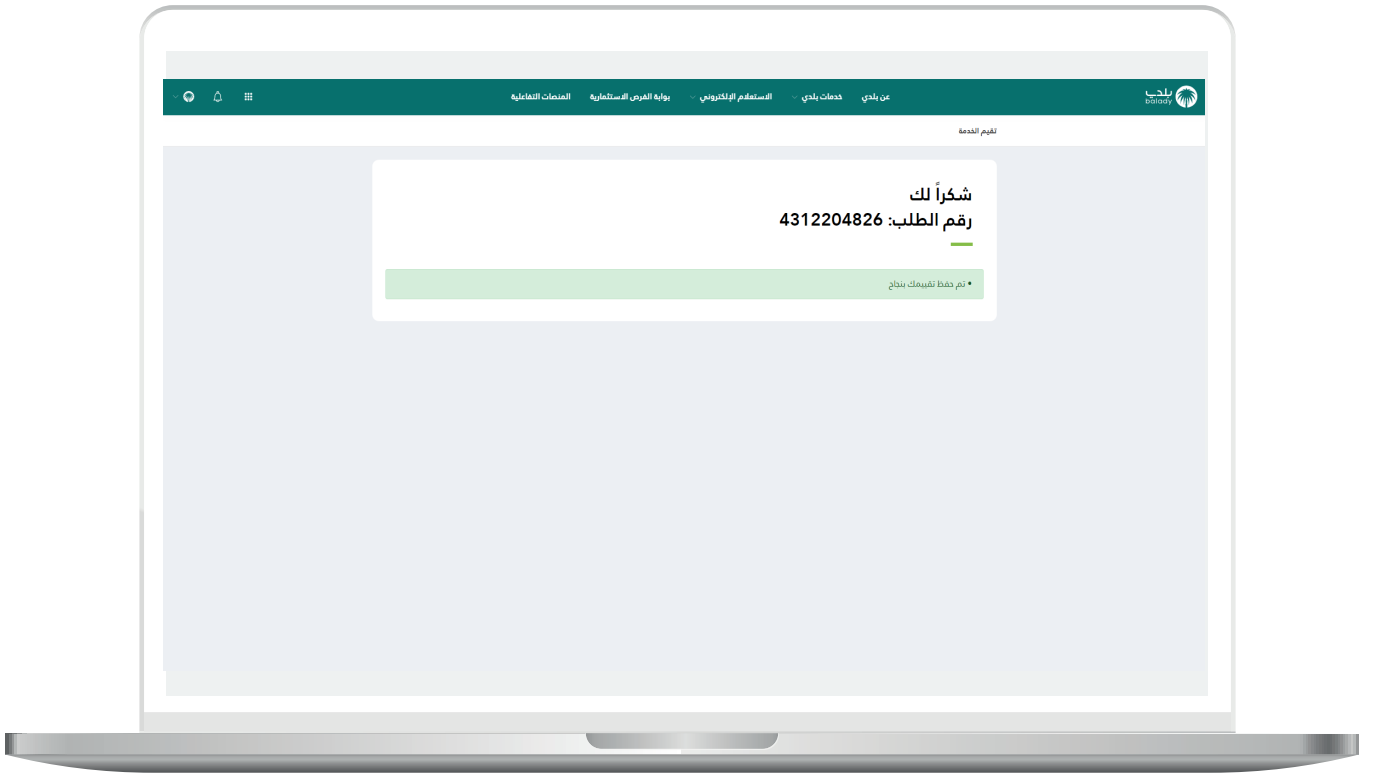 بلدي
balady
عن بلدي
خدمات بلدي
الاستعلام الإلكتروني
بوابة الفرص الاستثمارية
المنصات التفاعلية
تقيم الخدمة
شكراً لك
رقم الطلب: 4312204826
• تم حفظ تقييمك بنجاح